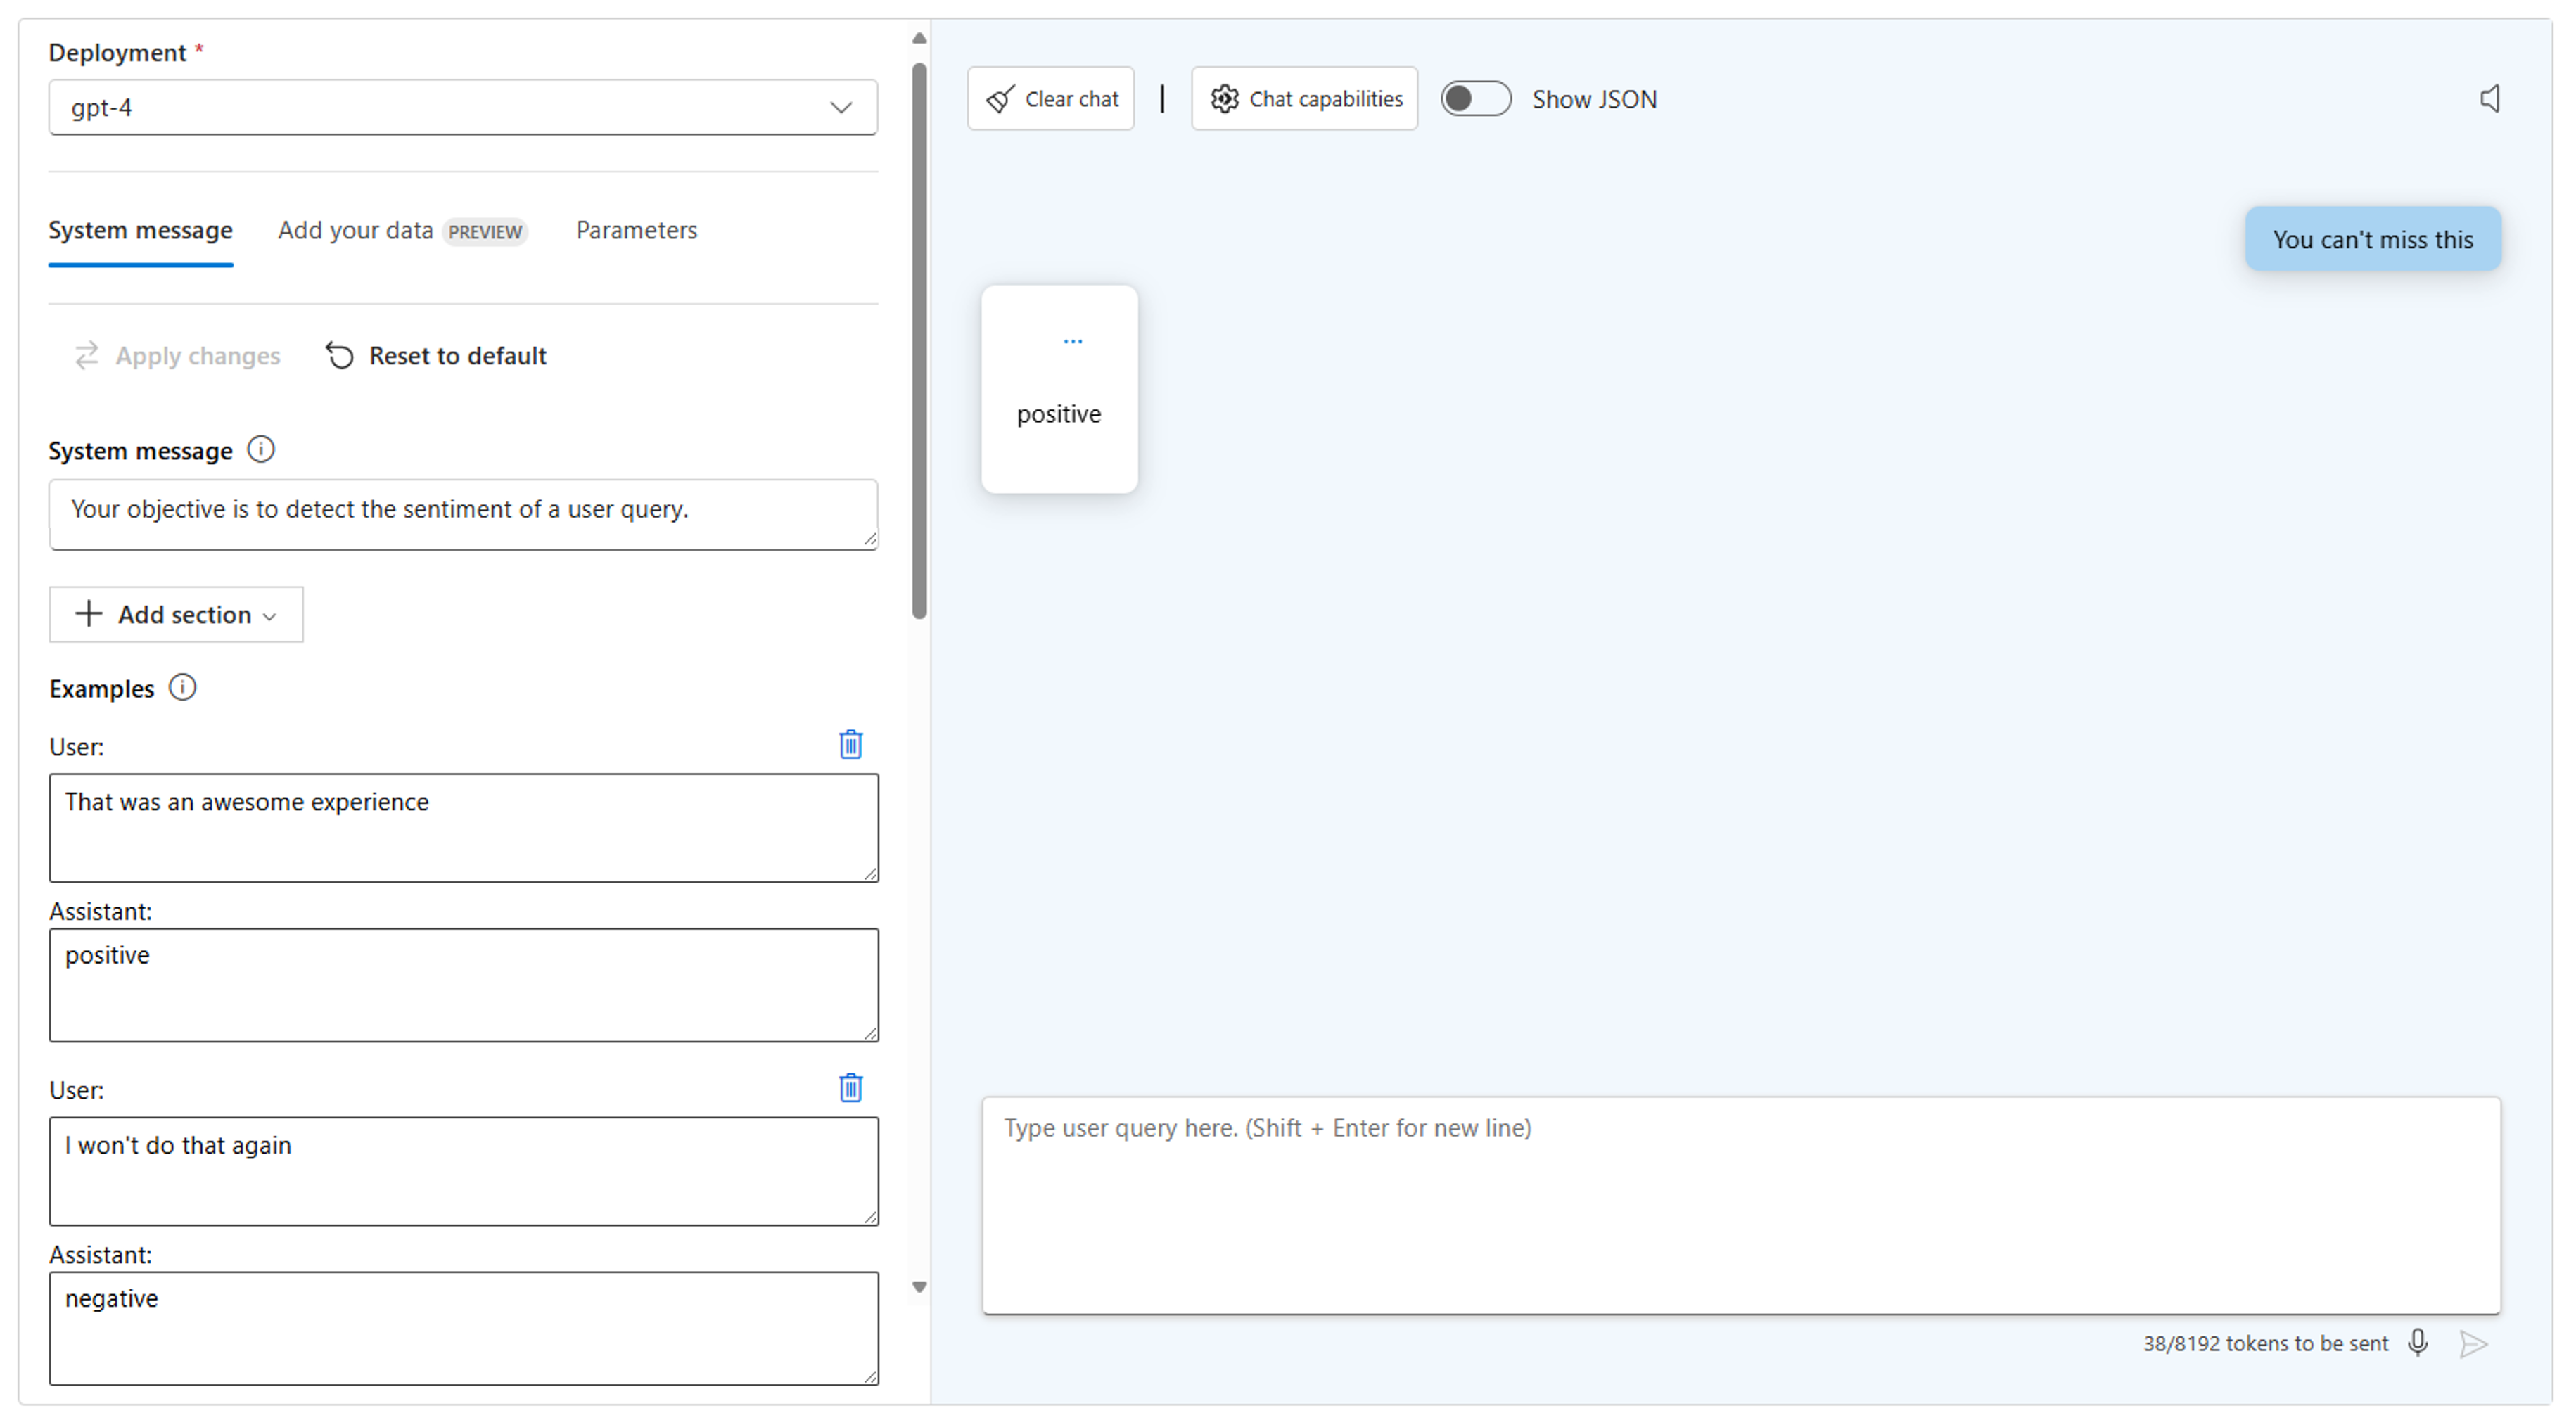 Deployment *
gpt-4
System message Add your data PREVIEW Parameters
Apply changes Reset to default
System message
Your objective is to detect the sentiment of a user query.
Add section
Examples
User:
That was an awesome experience
Assistant:
positive
User:
I won't do that again
Assistant:
negative
Clear chat | Chat capabilities Show JSON
You can't miss this
...
positive
Type user query here. (Shift + Enter for new line)
38/8192 tokens to be sent